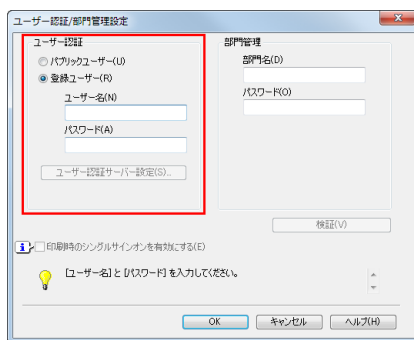 ユーザー認証/部門管理設定
ユーザー認証
パブリックユーザー(U)
登録ユーザー(R)
ユーザー名(N)
パスワード(A)
ユーザー認証サーバー設定(S)...
部門管理
部門名(D)
パスワード(O)
検証(V)
印刷時のシングルサインオンを有効にする(E)
[ユーザー名] と [パスワード] を入力してください。
OK
キャンセル
ヘルプ(H)